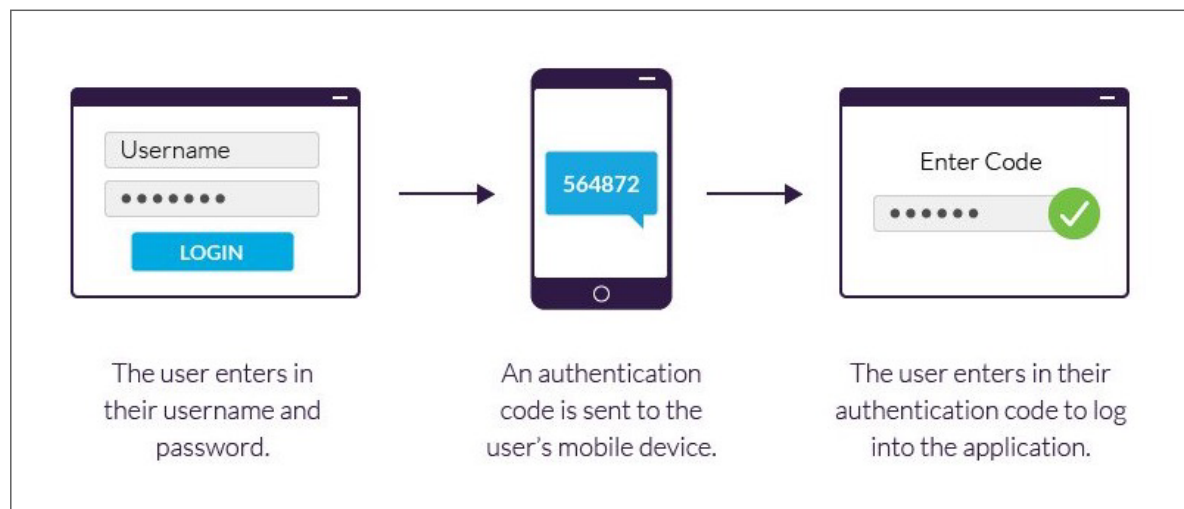 Username
LOGIN
The user enters in
their username and
password.
564872
An authentication
code is sent to the
user's mobile device.
Enter Code
The user enters in their
authentication code to log
into the application.